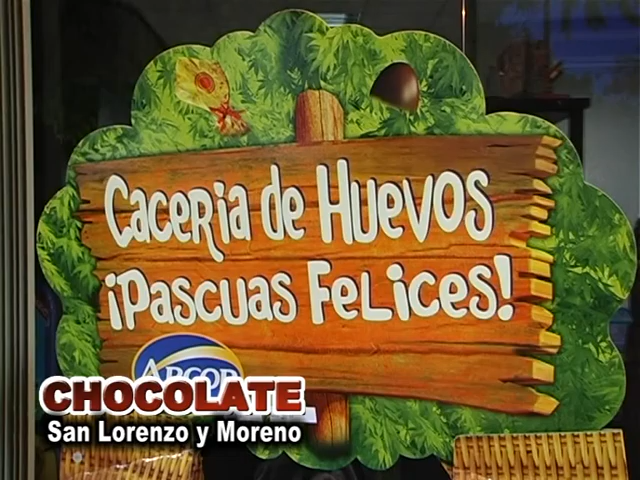 Caceria de Huevos
¡Pascuas Felices!
ARCOR
CHOCOLATE
San Lorenzo y Moreno